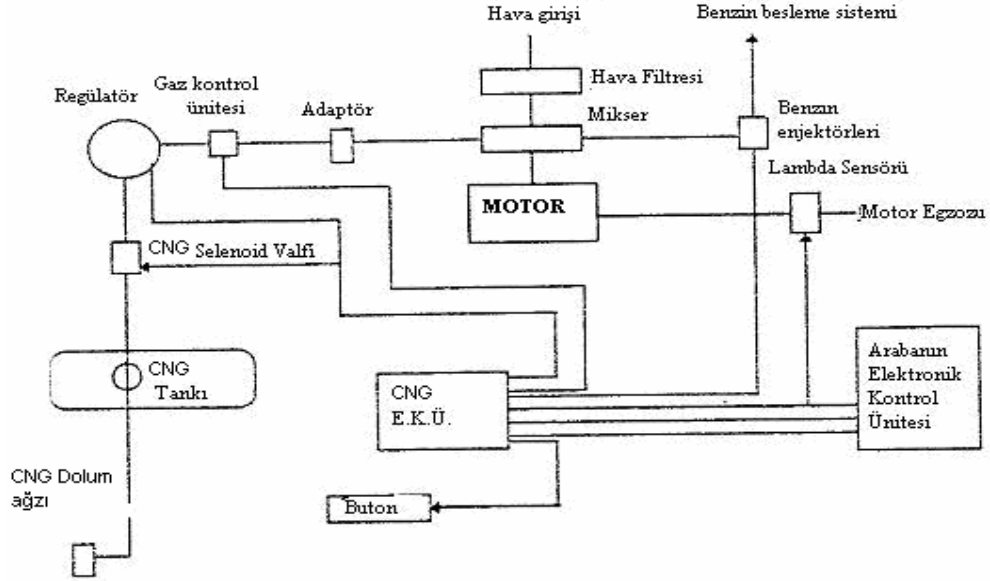 Hava girişi
Benzin besleme sistemi
Hava Filtresi
Gaz kontrol
ünitesi
Regülatör
Adaptör
Mikser
Benzın
enjektörleri
Lambda Sensörü
MOTOR
Motor Egzozu
CNG Selenoid Valfi
CNG
Tankı
CNG
E.K.Ü.
Arabanın
Elektronik
Kontrol
Ünitesi
CNG Dolum
ağzı
Buton